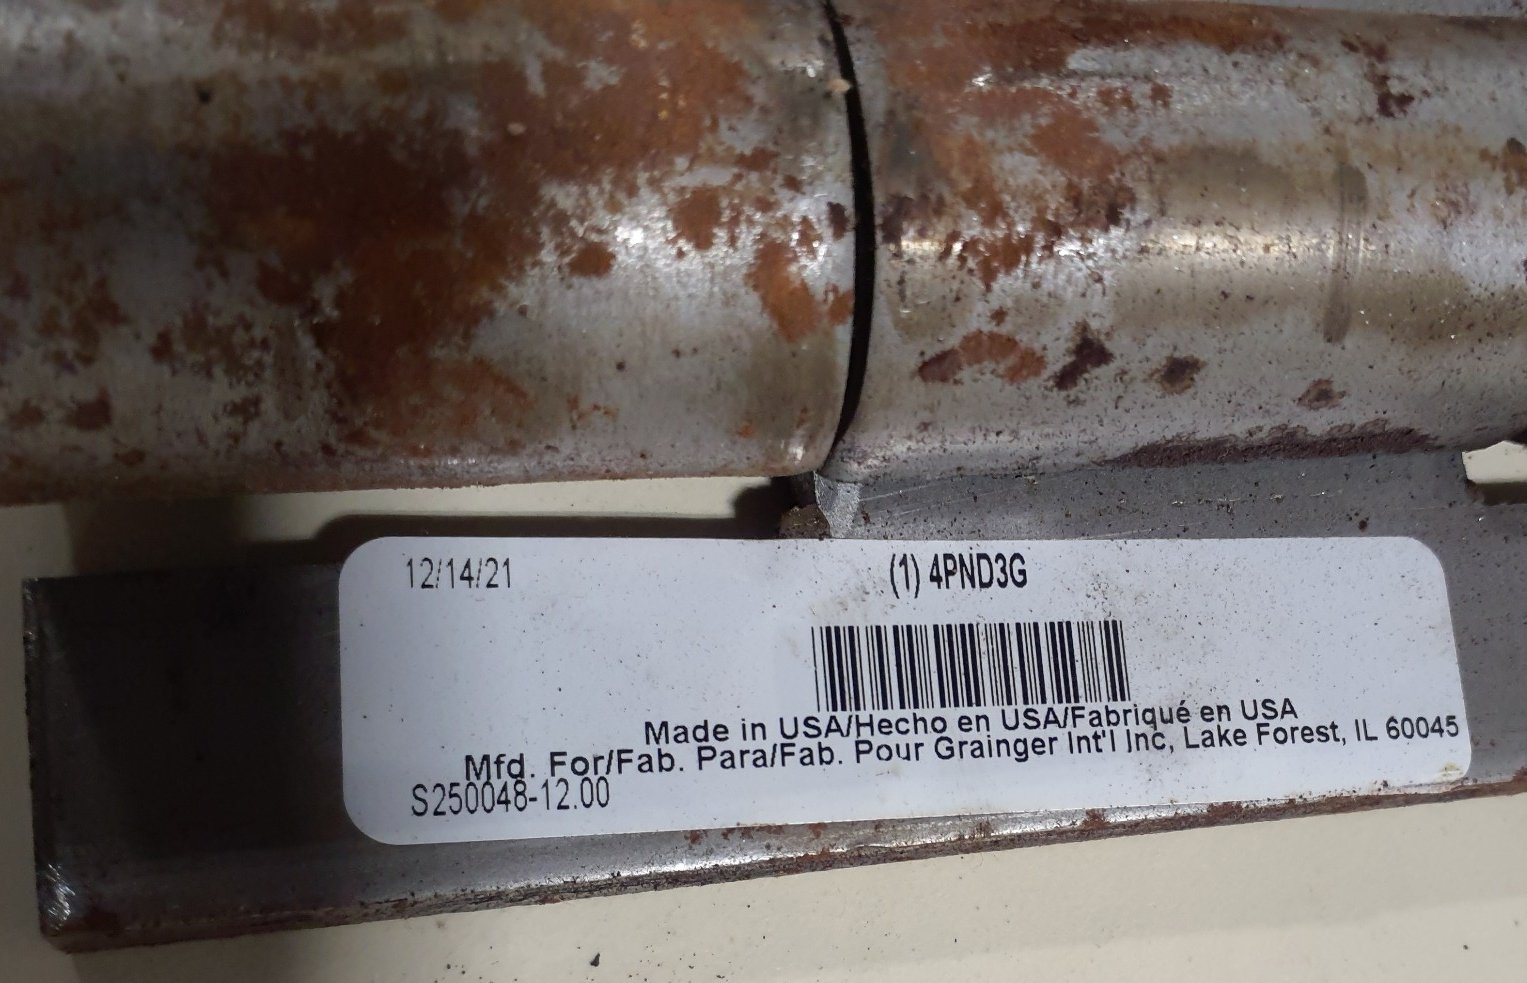 12/14/21
(1) 4PND3G
Made in USA/Hecho en USA/Fabriqué en USA
Mfd. For/Fab. Para/Fab. Pour Grainger Int'l Inc, Lake Forest, IL 60045
S250048-12.00